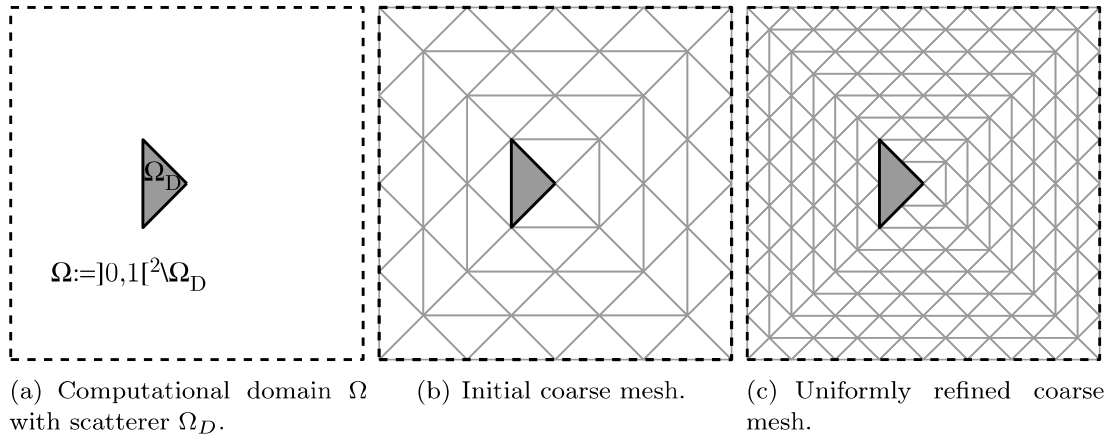 Ω_D
Ω:=]0,1[²\Ω_D
(a) Computational domain Ω
with scatterer Ω_D.
(b) Initial coarse mesh.
(c) Uniformly refined coarse
mesh.